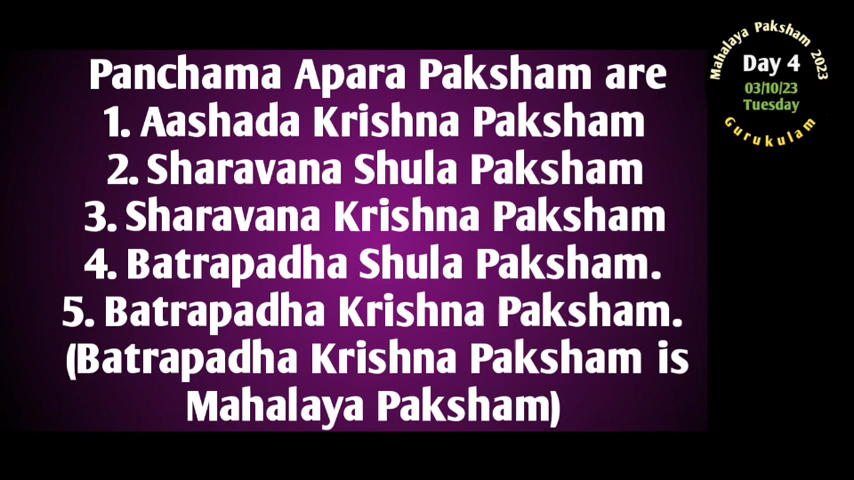 Panchama Apara Paksham are
1. Aashada Krishna Paksham
2. Sharavana Shula Paksham
3. Sharavana Krishna Paksham
4. Batrapadha Shula Paksham.
5. Batrapadha Krishna Paksham.
(Batrapadha Krishna Paksham is
Mahalaya Paksham)
Mahalaya Paksham 2023
Day 4
03/10/23
Tuesday
Gurukulam